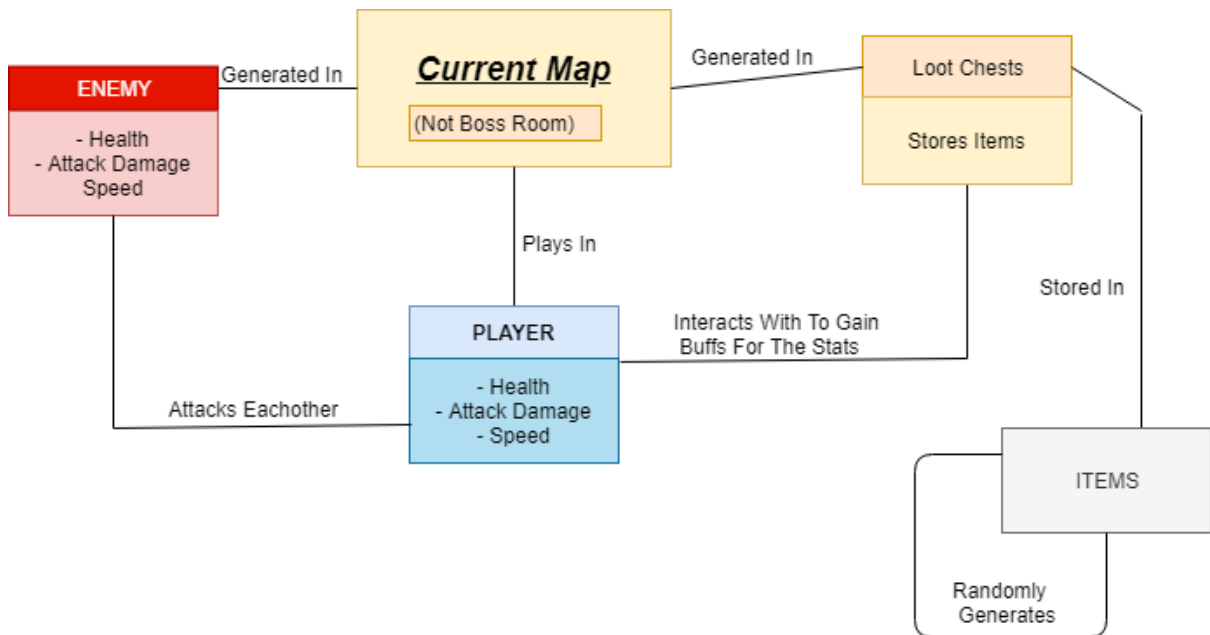 Current Map
(Not Boss Room)
Generated In
Generated In
ENEMY
- Health
- Attack Damage
Speed
Loot Chests
Stores Items
Plays In
Stored In
PLAYER
- Health
- Attack Damage
- Speed
Interacts With To Gain
Buffs For The Stats
Attacks Eachother
ITEMS
Randomly
Generates